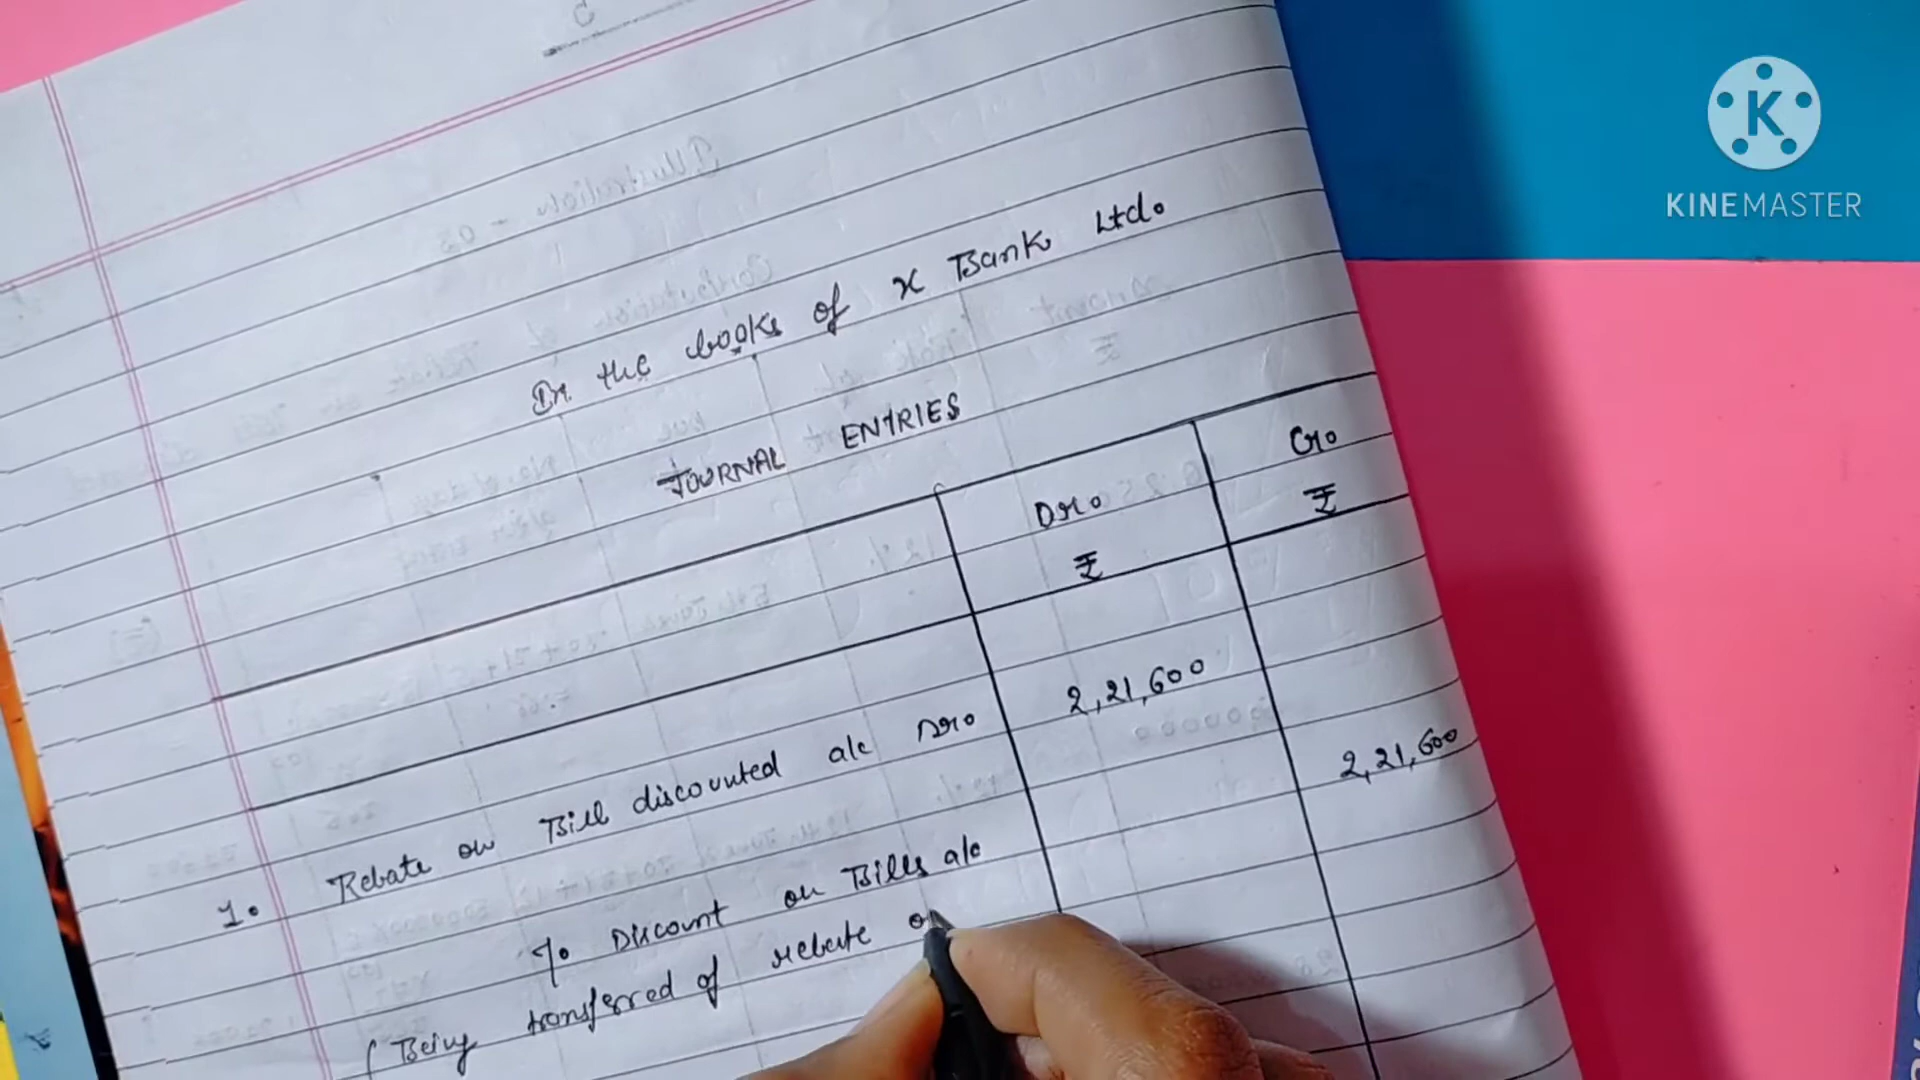 C
In the books of X Bank Ltd.
JOURNAL ENTRIES
Dr. Cr.
₹ ₹
1. Rebate on Bill discounted a/c Dr. 2,21,600
To Discount on Bills a/c 2,21,600
(Being transferred of rebate o
KINEMASTER